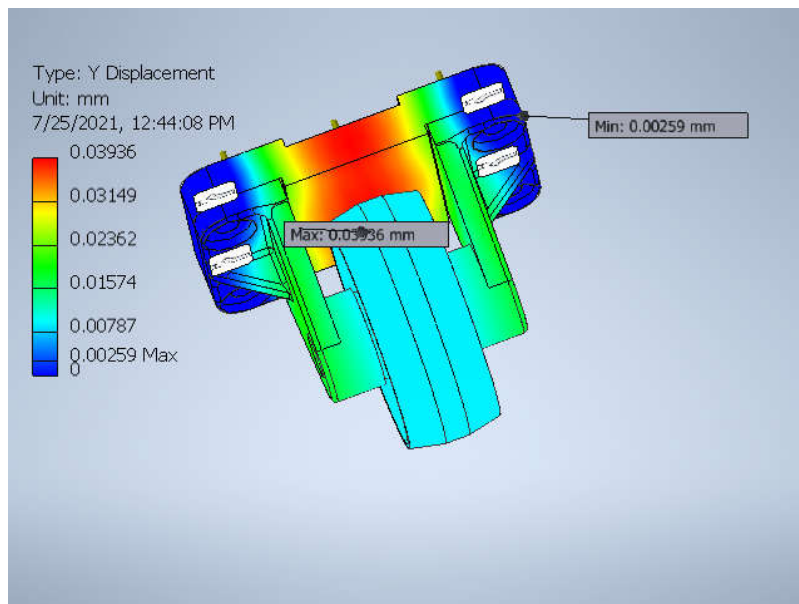 Type: Y Displacement
Unit: mm
7/25/2021, 12:44:08 PM
0.03936
0.03149
0.02362
0.01574
0.00787
0.00259 Max
0
Min: 0.00259 mm
Max: 0.03936 mm